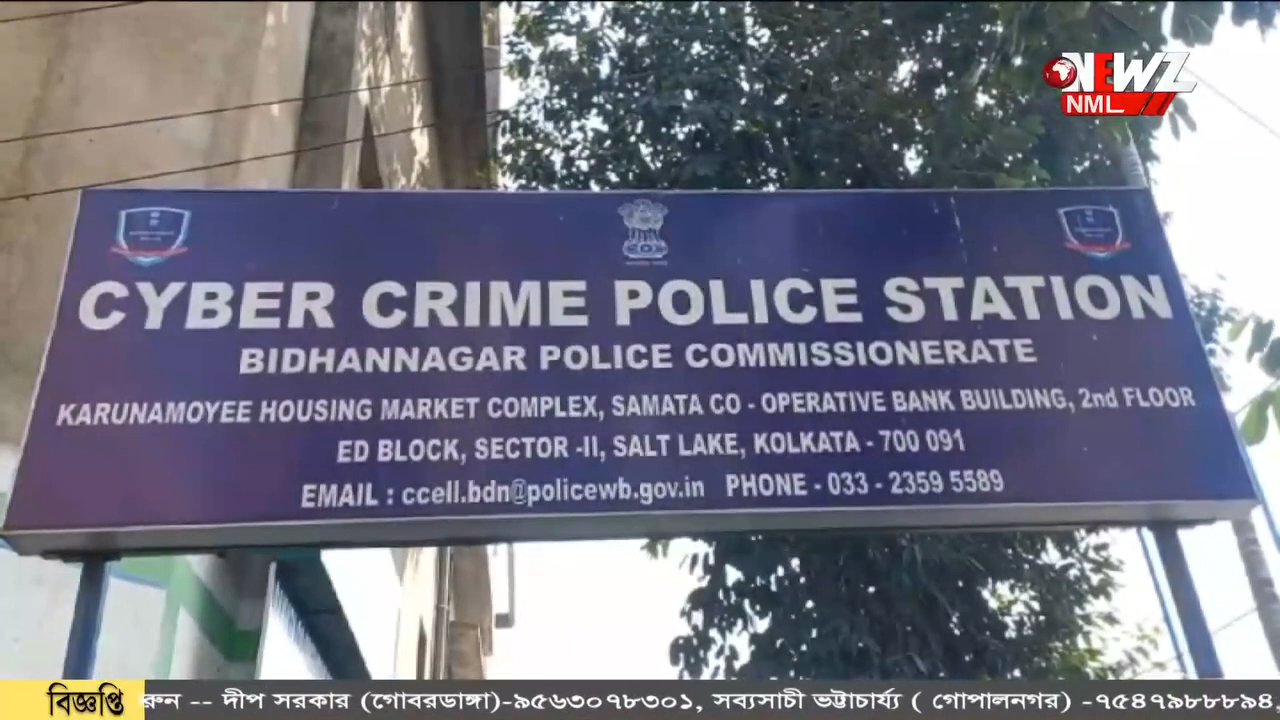 NEWZ
NML
CYBER CRIME POLICE STATION
BIDHANNAGAR POLICE COMMISSIONERATE
KARUNAMOYEE HOUSING MARKET COMPLEX, SAMATA CO - OPERATIVE BANK BUILDING, 2nd FLOOR
ED BLOCK, SECTOR -II, SALT LAKE, KOLKATA - 700 091
EMAIL : ccell.bdn@policewb.gov.in PHONE - 033 - 2359 5589
বিজ্ঞপ্তি রুন -- দীপ সরকার (গোবরডাঙ্গা)-৯৫৬৩০৭৮৩০১, সব্যসাচী ভট্টাচার্য্য ( গোপালনগর) -৭৫৪৭৯৮৮৮৯৪,